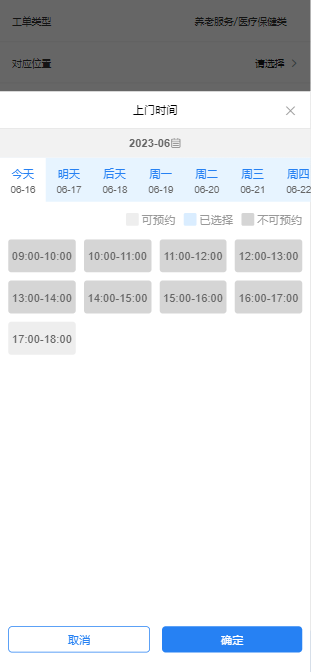 工单类型 养老服务/医疗保健类
对应位置 请选择
上门时间
2023-06
今天 明天 后天 周一 周二 周三 周四
06-16 06-17 06-18 06-19 06-20 06-21 06-22
可预约 已选择 不可预约
09:00-10:00 10:00-11:00 11:00-12:00 12:00-13:00
13:00-14:00 14:00-15:00 15:00-16:00 16:00-17:00
17:00-18:00
取消 确定